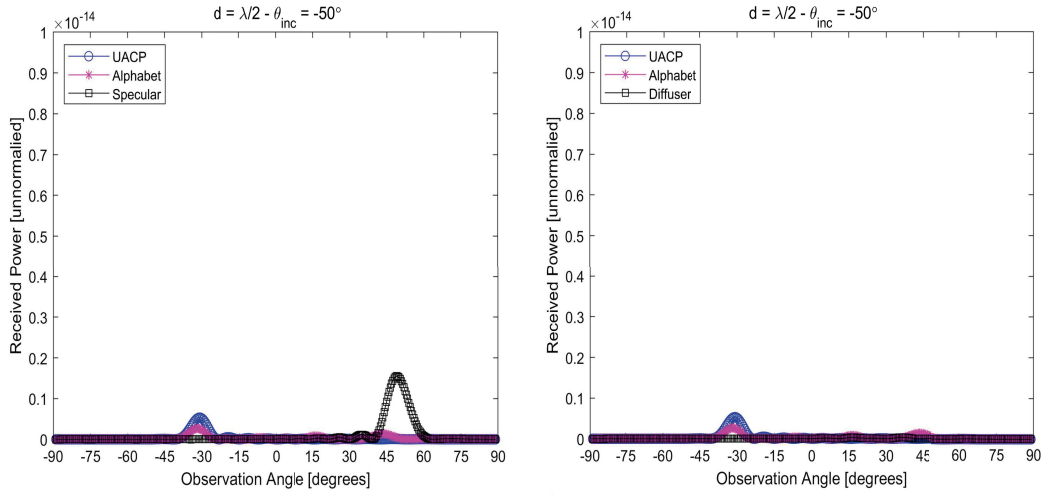 d = λ/2 - θinc = -50°
×10-14
1
0.9
0.8
0.7
0.6
0.5
0.4
0.3
0.2
0.1
0
Received Power [unnormalied]
UACP
Alphabet
Specular
-90 -75 -60 -45 -30 -15 0 15 30 45 60 75 90
Observation Angle [degrees]
d = λ/2 - θinc = -50°
×10-14
1
0.9
0.8
0.7
0.6
0.5
0.4
0.3
0.2
0.1
0
Received Power [unnormalied]
UACP
Alphabet
Diffuser
-90 -75 -60 -45 -30 -15 0 15 30 45 60 75 90
Observation Angle [degrees]